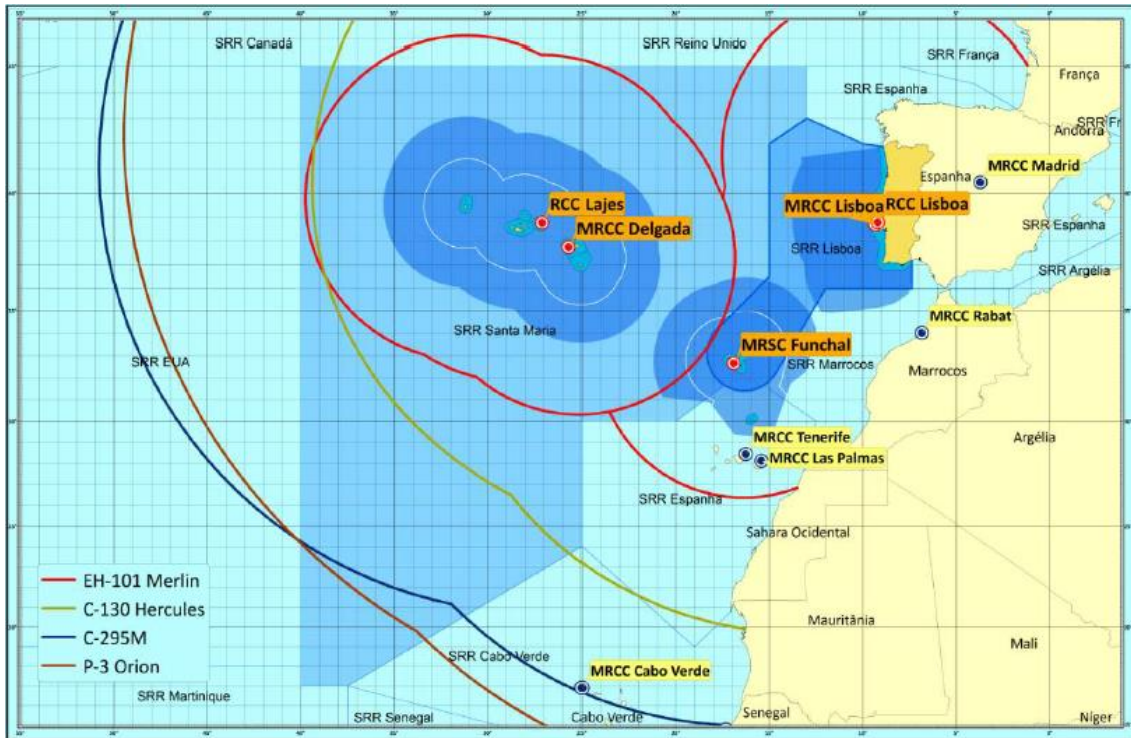 SRR Canadá
SRR Reino Unido
SRR França
França
SRR Espanha
SRR Fr
Andorra
Espanha
MRCC Madrid
RCC Lajes
MRCC Delgada
MRCC Lisboa
RCC Lisboa
SRR Espanha
SRR Lisboa
SRR Argélia
MRCC Rabat
SRR Santa Maria
MRSC Funchal
SRR EUA
SRR Marrocos
Marrocos
MRCC Tenerife
MRCC Las Palmas
Argélia
SRR Espanha
Sahara Ocidental
EH-101 Merlin
C-130 Hercules
C-295M
P-3 Orion
Mauritânia
Mali
SRR Cabo Verde
MRCC Cabo Verde
SRR Martinique
SRR Senegal
Cabo Verde
Senegal
Níger